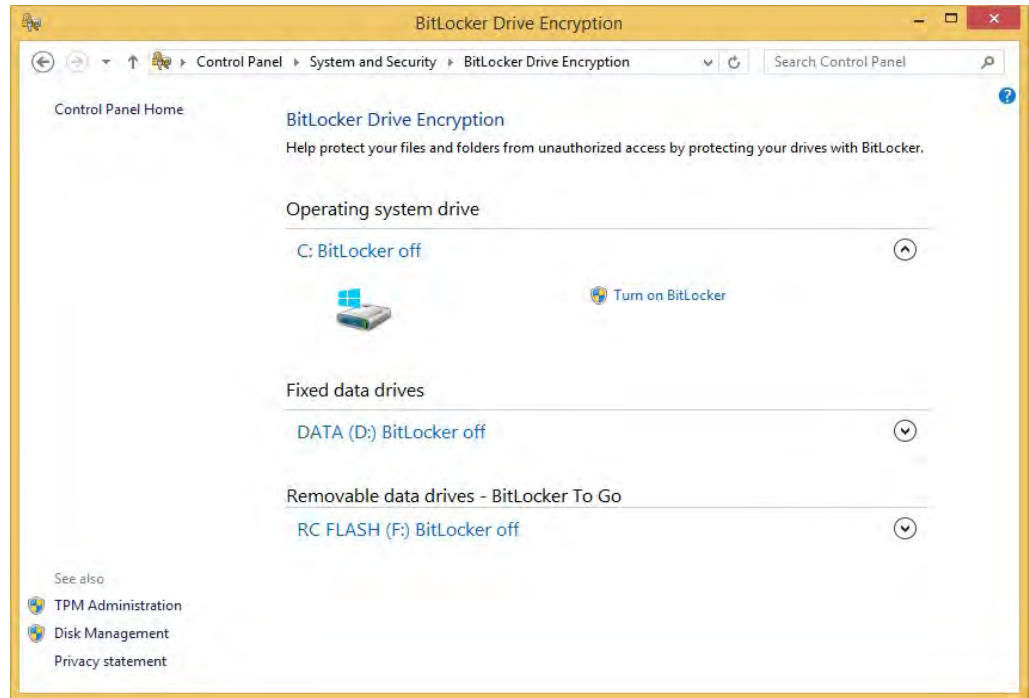 BitLocker Drive Encryption
Control Panel System and Security BitLocker Drive Encryption Search Control Panel
Control Panel Home
BitLocker Drive Encryption
Help protect your files and folders from unauthorized access by protecting your drives with BitLocker.
Operating system drive
C: BitLocker off
Turn on BitLocker
Fixed data drives
DATA (D:) BitLocker off
Removable data drives - BitLocker To Go
RC FLASH (F:) BitLocker off
See also
TPM Administration
Disk Management
Privacy statement